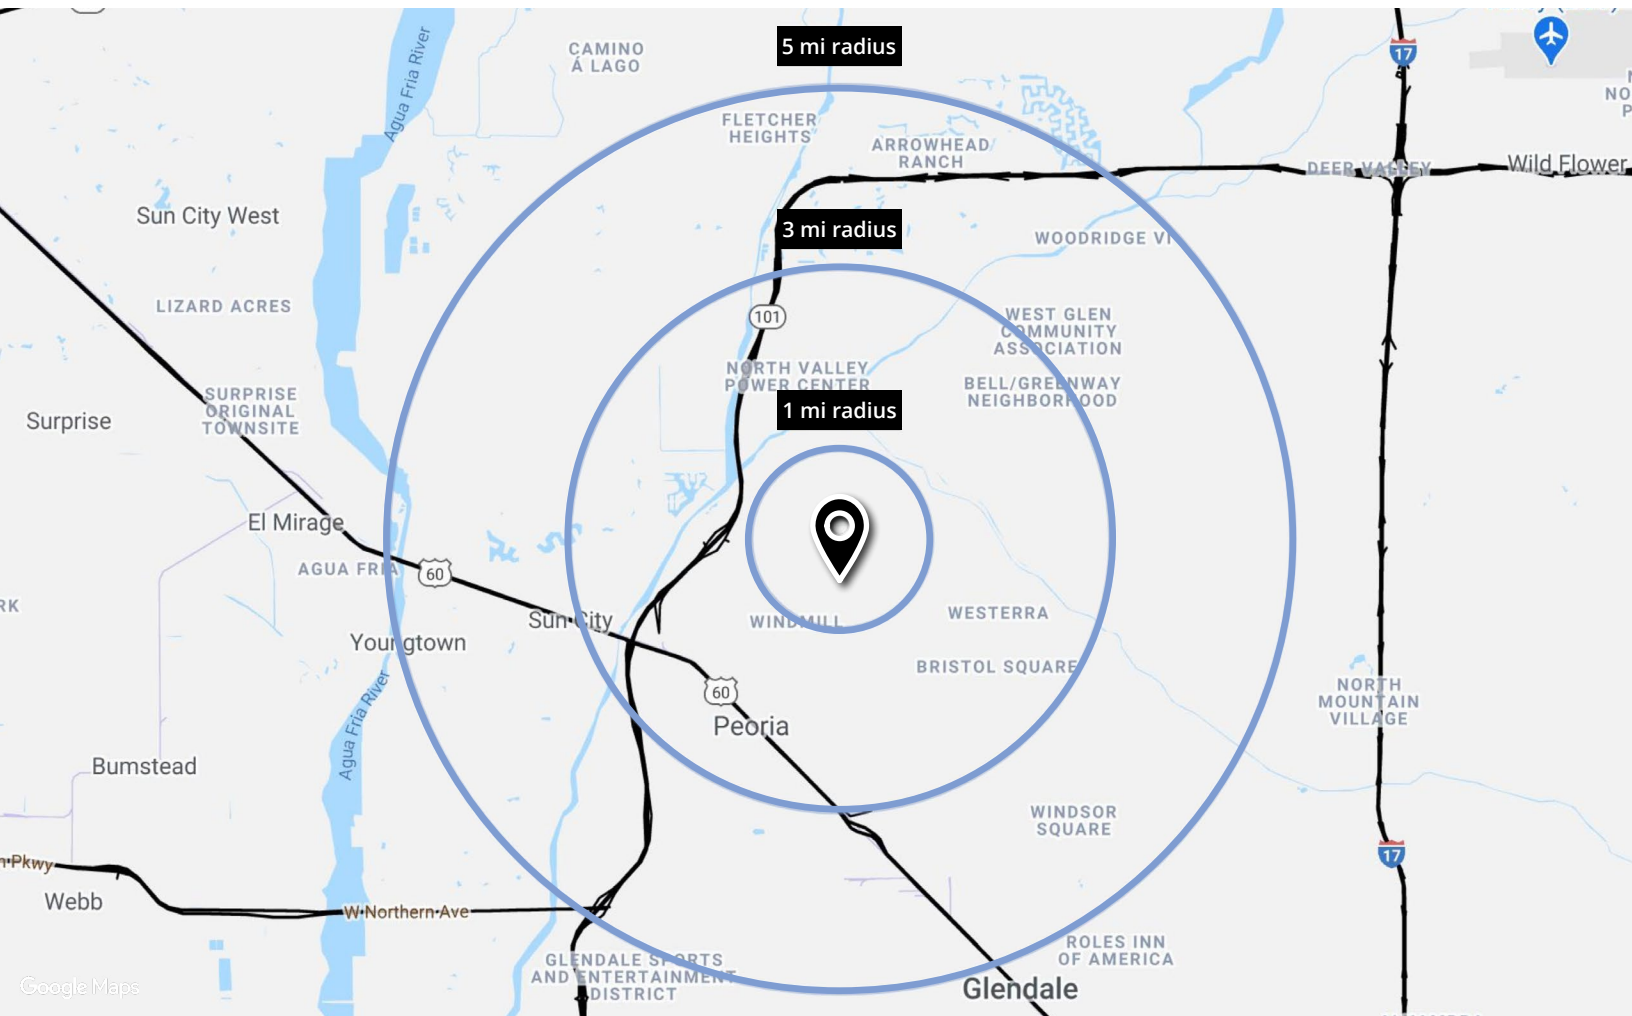 5 mi radius
CAMINO
Á LAGO
Agua Fria River
17
FLETCHER
HEIGHTS
ARROWHEAD
RANCH
DEER VALLEY
Wild Flower
Sun City West
3 mi radius
WOODRIDGE VI
LIZARD ACRES
101
WEST GLEN
COMMUNITY
ASSOCIATION
NORTH VALLEY
POWER CENTER
BELL/GREENWAY
NEIGHBORHOOD
SURPRISE
ORIGINAL
TOWNSITE
Surprise
1 mi radius
El Mirage
AGUA FRIA
60
RK
Sun City
WINDMILL
WESTERRA
Youngtown
BRISTOL SQUARE
60
Peoria
NORTH
MOUNTAIN
VILLAGE
Agua Fria River
Bumstead
WINDSOR
SQUARE
17
n Pkwy
Webb
W Northern Ave
ROLES INN
OF AMERICA
GLENDALE SPORTS
AND ENTERTAINMENT
DISTRICT
Glendale
Google Maps